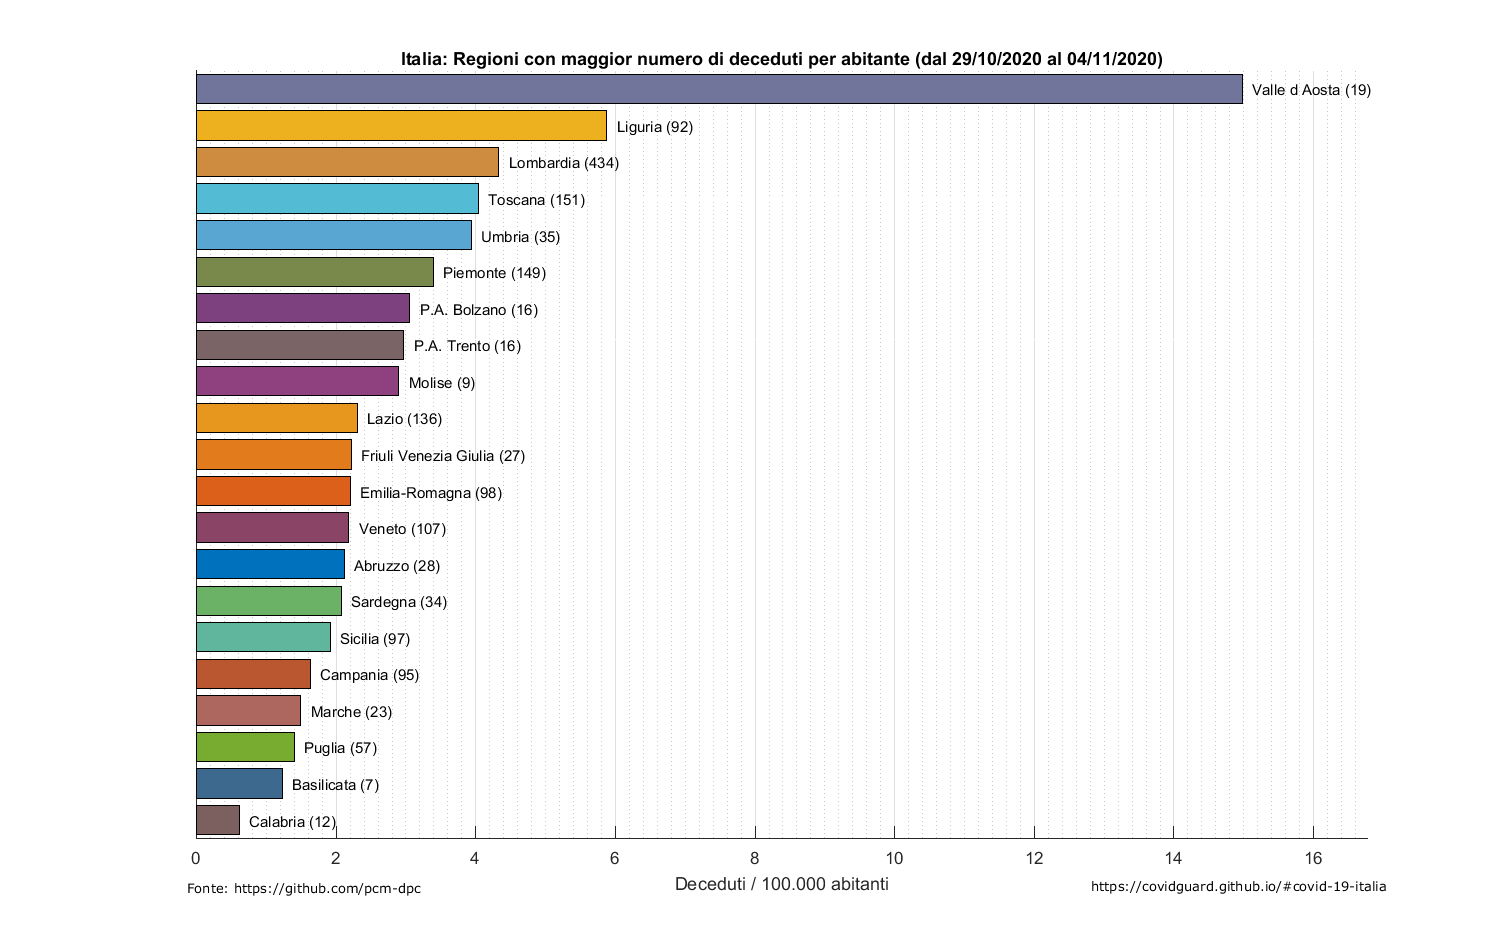 Italia: Regioni con maggior numero di deceduti per abitante (dal 29/10/2020 al 04/11/2020)
Valle d Aosta (19)
Liguria (92)
Lombardia (434)
Toscana (151)
Umbria (35)
Piemonte (149)
P.A. Bolzano (16)
P.A. Trento (16)
Molise (9)
Lazio (136)
Friuli Venezia Giulia (27)
Emilia-Romagna (98)
Veneto (107)
Abruzzo (28)
Sardegna (34)
Sicilia (97)
Campania (95)
Marche (23)
Puglia (57)
Basilicata (7)
Calabria (12)
0 2 4 6 8 10 12 14 16
Deceduti / 100.000 abitanti
Fonte: https://github.com/pcm-dpc
https://covidguard.github.io/#covid-19-italia